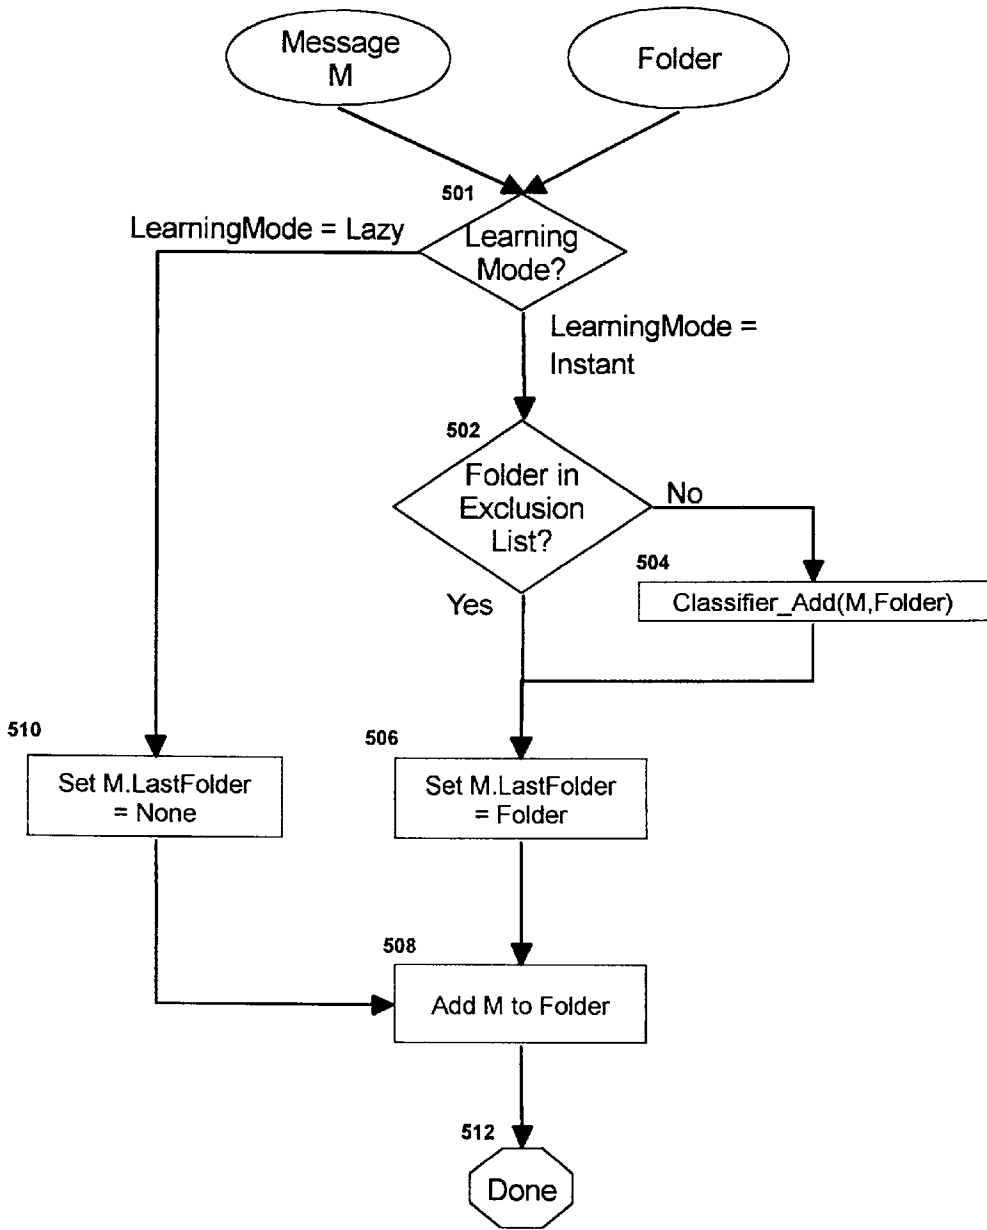 Message
M
Folder
501
LearningMode = Lazy
Learning
Mode?
LearningMode =
Instant
502
Folder in
Exclusion
List?
No
Yes
504
Classifier_Add(M,Folder)
510
Set M.LastFolder
= None
506
Set M.LastFolder
= Folder
508
Add M to Folder
512
Done